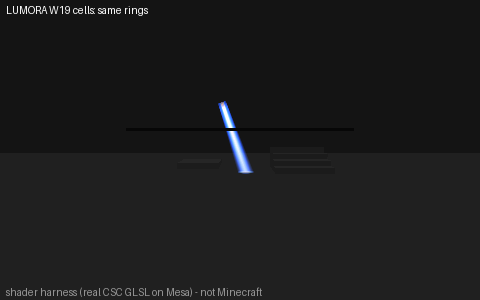 LUMORA W19 cells: same rings
shader harness (real CSC GLSL on Mesa) - not Minecraft